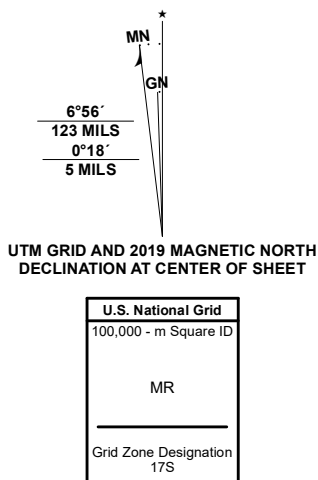 MN
GN
6°56´
123 MILS
0°18´
5 MILS
UTM GRID AND 2019 MAGNETIC NORTH
DECLINATION AT CENTER OF SHEET
U.S. National Grid
100,000 - m Square ID
MR
Grid Zone Designation
17S